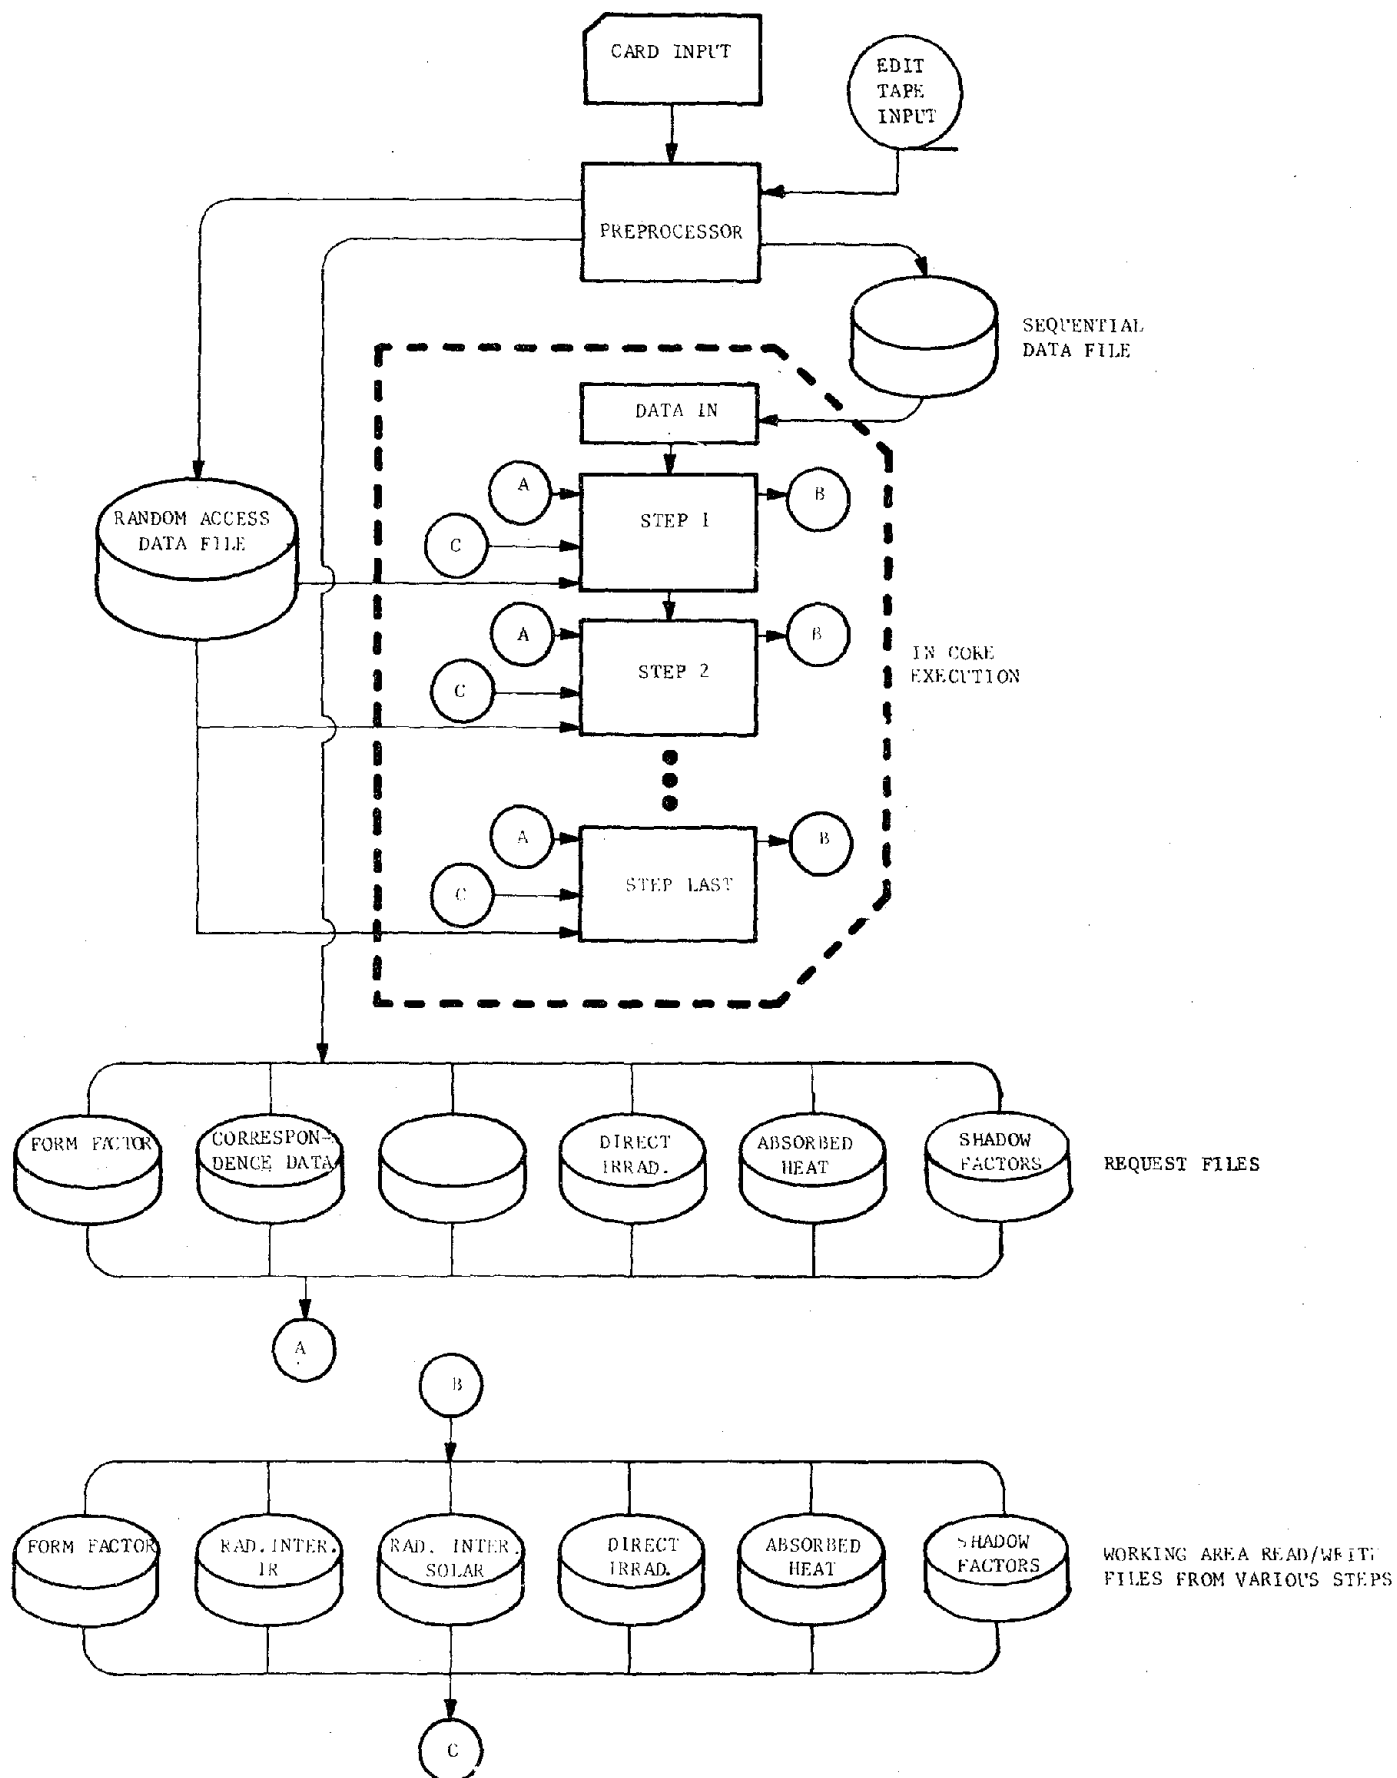 CARD INPUT
EDIT
TAPE
INPUT
PREPROCESSOR
SEQUENTIAL
DATA FILE
DATA IN
A
STEP 1
B
C
RANDOM ACCESS
DATA FILE
A
STEP 2
B
C
IN CORE
EXECUTION
A
STEP LAST
B
C
FORM FACTOR
CORRESPON-
DENCE DATA
DIRECT
IRRAD.
ABSORBED
HEAT
SHADOW
FACTORS
REQUEST FILES
A
B
FORM FACTOR
RAD. INTER.
IR
RAD. INTER.
SOLAR
DIRECT
IRRAD.
ABSORBED
HEAT
SHADOW
FACTORS
WORKING AREA READ/WRITE
FILES FROM VARIOUS STEPS
C